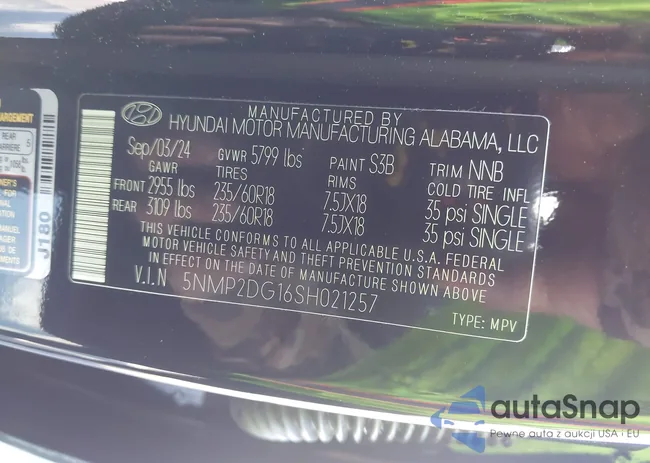 MANUFACTURED BY
HYUNDAI MOTOR MANUFACTURING ALABAMA, LLC
Sep/03/24 GVWR 5799 lbs PAINT S3B TRIM NNB
GAWR TIRES RIMS COLD TIRE INFL
FRONT 2955 lbs 235/60R18 7.5JX18 35 psi SINGLE
REAR 3109 lbs 235/60R18 7.5JX18 35 psi SINGLE
THIS VEHICLE CONFORMS TO ALL APPLICABLE U.S.A. FEDERAL
MOTOR VEHICLE SAFETY AND THEFT PREVENTION STANDARDS
IN EFFECT ON THE DATE OF MANUFACTURE SHOWN ABOVE
V.I.N 5NMP2DG16SH021257
TYPE: MPV
REAR
J180
autaSnap
Pewne auta z aukcji USA i EU